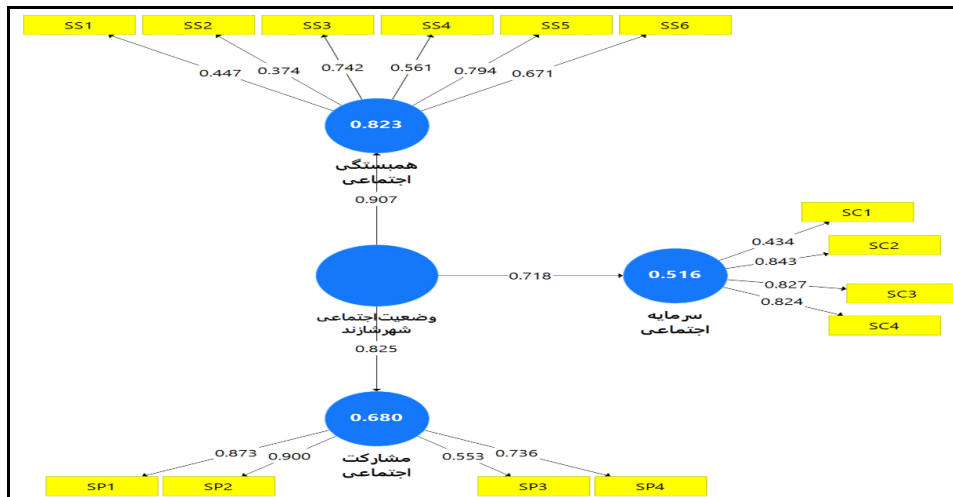 SS1 SS2 SS3 SS4 SS5 SS6
0.447 0.374 0.742 0.561 0.794 0.671
0.823
همبستگی
اجتماعی
0.907
SC1
0.434
SC2
0.843
0.718
0.516
0.827
SC3
0.824
SC4
سرمایه
اجتماعی
وضعیت اجتماعی
شهر شازند
0.825
0.680
مشارکت
اجتماعی
0.873 0.900 0.553 0.736
SP1 SP2 SP3 SP4